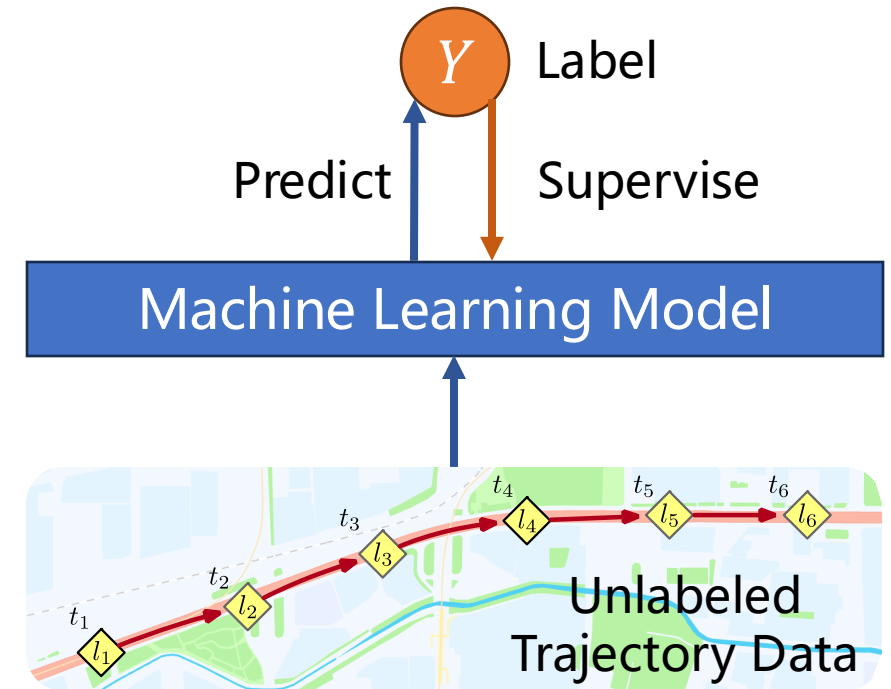 Y
Label
Predict
Supervise
Machine Learning Model
t₁
t₂
t₃
t₄
t₅
t₆
l₁
l₂
l₃
l₄
l₅
l₆
Unlabeled
Trajectory Data